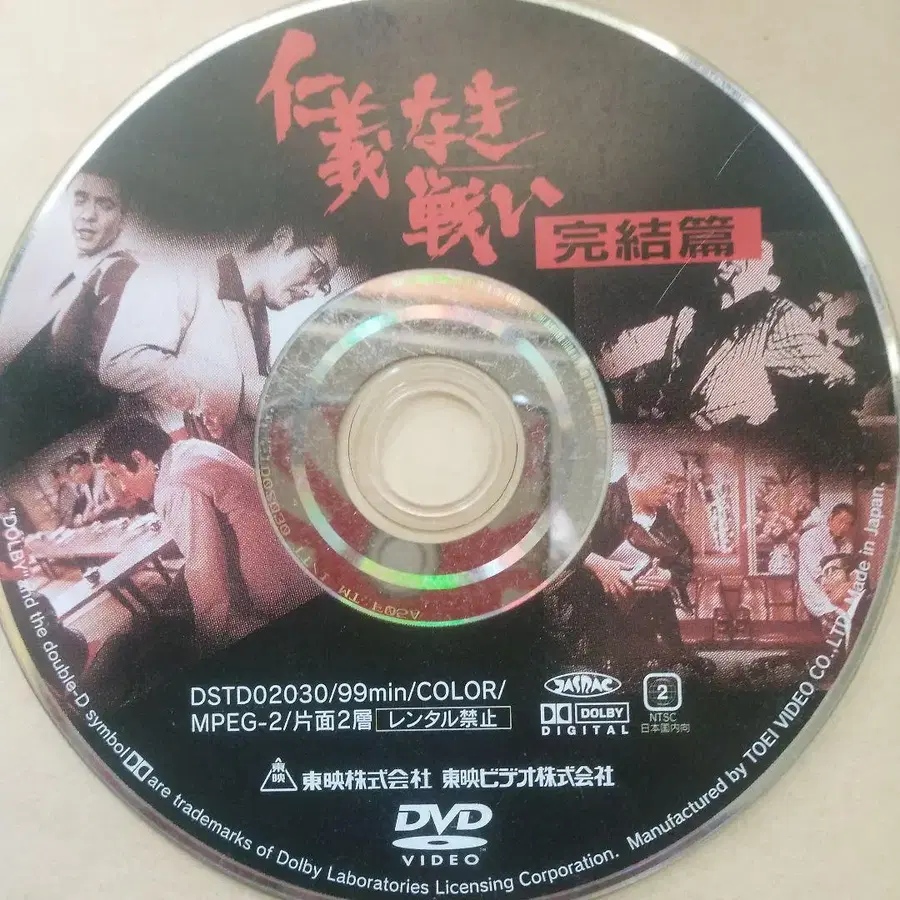 仁義なき
戦い
完結篇
DSTD02030/99min/COLOR/
MPEG-2/片面2層 レンタル禁止
JASRAC
DOLBY
DIGITAL
2
NTSC
日本国内向
東映
東映株式会社 東映ビデオ株式会社
DVD
VIDEO
"DOLBY" and the double-D symbol are trademarks of Dolby Laboratories Licensing Corporation. Manufactured by TOEI VIDEO CO., LTD. Made in Japan.